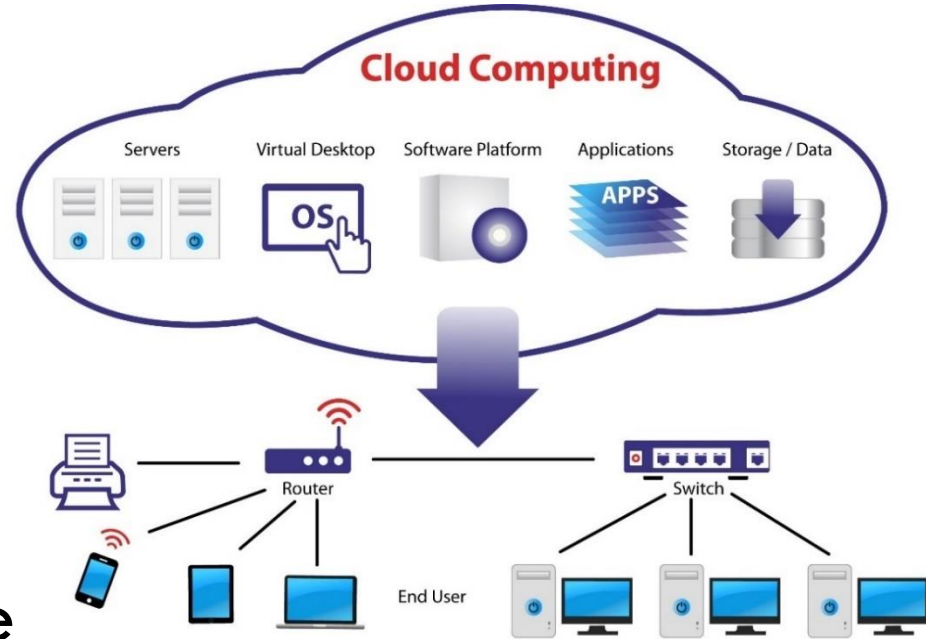 Cloud Computing
Servers
Virtual Desktop
Software Platform
Applications
Storage / Data
OS
APPS
Router
Switch
End User
e